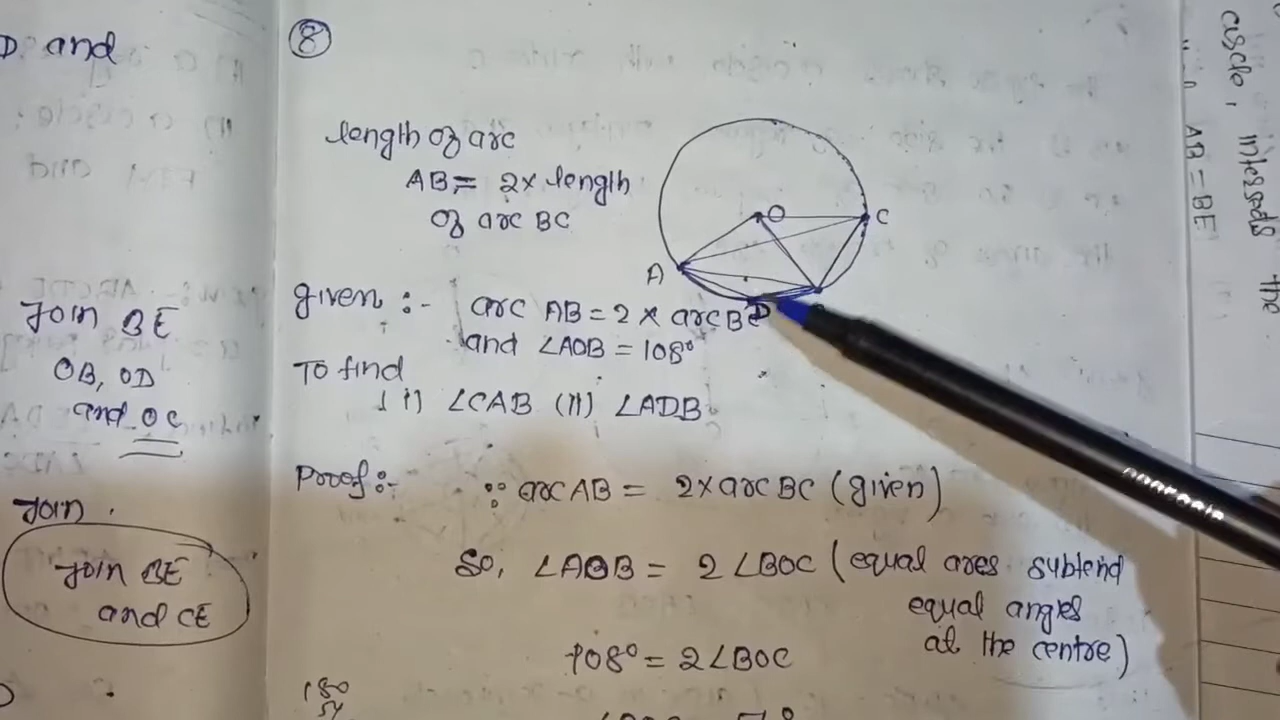 D and
Join BE
OB, OD
and OC
Join
Join BE
and CE
8
length of arc
AB = 2 x length
of arc BC
A
O
C
D
given :- arc AB = 2 x arc BC
and ∠AOB = 108°
To find
i) ∠CAB (ii) ∠ADB
Proof :- ∵ arc AB = 2 x arc BC (given)
So, ∠AOB = 2 ∠BOC (equal arcs subtend
equal angles
at the centre)
108° = 2 ∠BOC
180
54
circle, intersects the
AB = BE